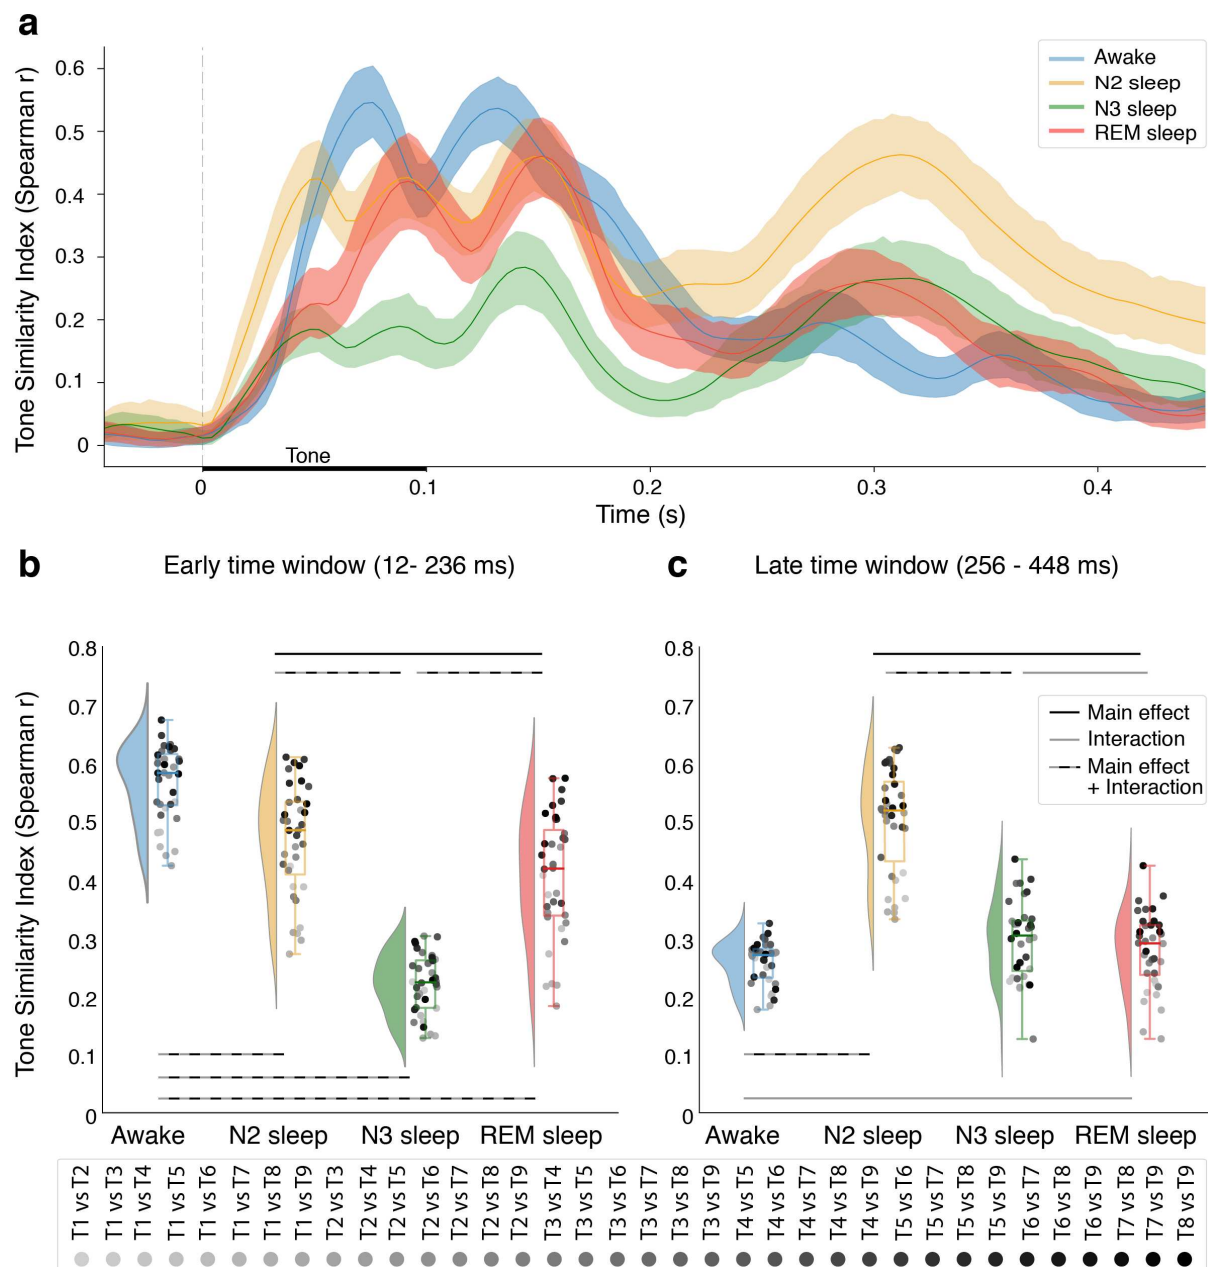 a
Tone Similarity Index (Spearman r)
0.6
0.5
0.4
0.3
0.2
0.1
0
Awake
N2 sleep
N3 sleep
REM sleep
Tone
0 0.1 0.2 0.3 0.4
Time (s)
b Early time window (12- 236 ms)
Tone Similarity Index (Spearman r)
0.8
0.7
0.6
0.5
0.4
0.3
0.2
0.1
0
Awake N2 sleep N3 sleep REM sleep
c Late time window (256 - 448 ms)
0.8
0.7
0.6
0.5
0.4
0.3
0.2
0.1
0
Main effect
Interaction
Main effect
+ Interaction
Awake N2 sleep N3 sleep REM sleep
T1 vs T2
T1 vs T3
T1 vs T4
T1 vs T5
T1 vs T6
T1 vs T7
T1 vs T8
T1 vs T9
T2 vs T3
T2 vs T4
T2 vs T5
T2 vs T6
T2 vs T7
T2 vs T8
T2 vs T9
T3 vs T4
T3 vs T5
T3 vs T6
T3 vs T7
T3 vs T8
T3 vs T9
T4 vs T5
T4 vs T6
T4 vs T7
T4 vs T8
T4 vs T9
T5 vs T6
T5 vs T7
T5 vs T8
T5 vs T9
T6 vs T7
T6 vs T8
T6 vs T9
T7 vs T8
T7 vs T9
T8 vs T9